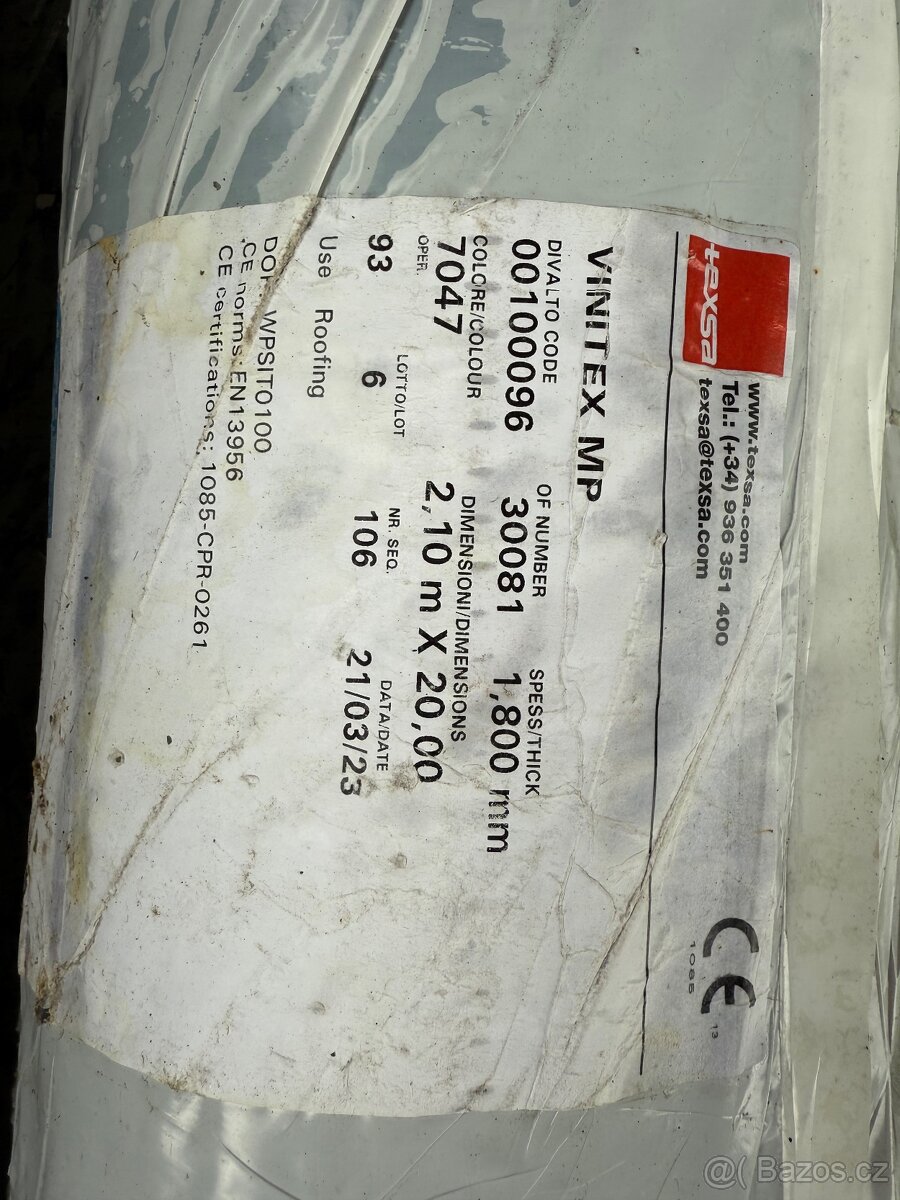 texsa
www.texsa.com
Tel.: (+34) 936 351 400
texsa@texsa.com
CE
1085
13
VINITEX MP
DIVALTO CODE OF NUMBER SPESS/THICK
00100096 30081 1,800 mm
COLORE/COLOUR DIMENSIONI/DIMENSIONS
7047 2,10 m X 20,00
OPER. LOTTO/LOT NR. SEQ. DATA/DATE
93 6 106 21/03/23
Use Roofing
WPSIT0100
CE norms: EN13956
CE certifications: 1085-CPR-0261
@( Bazos.cz